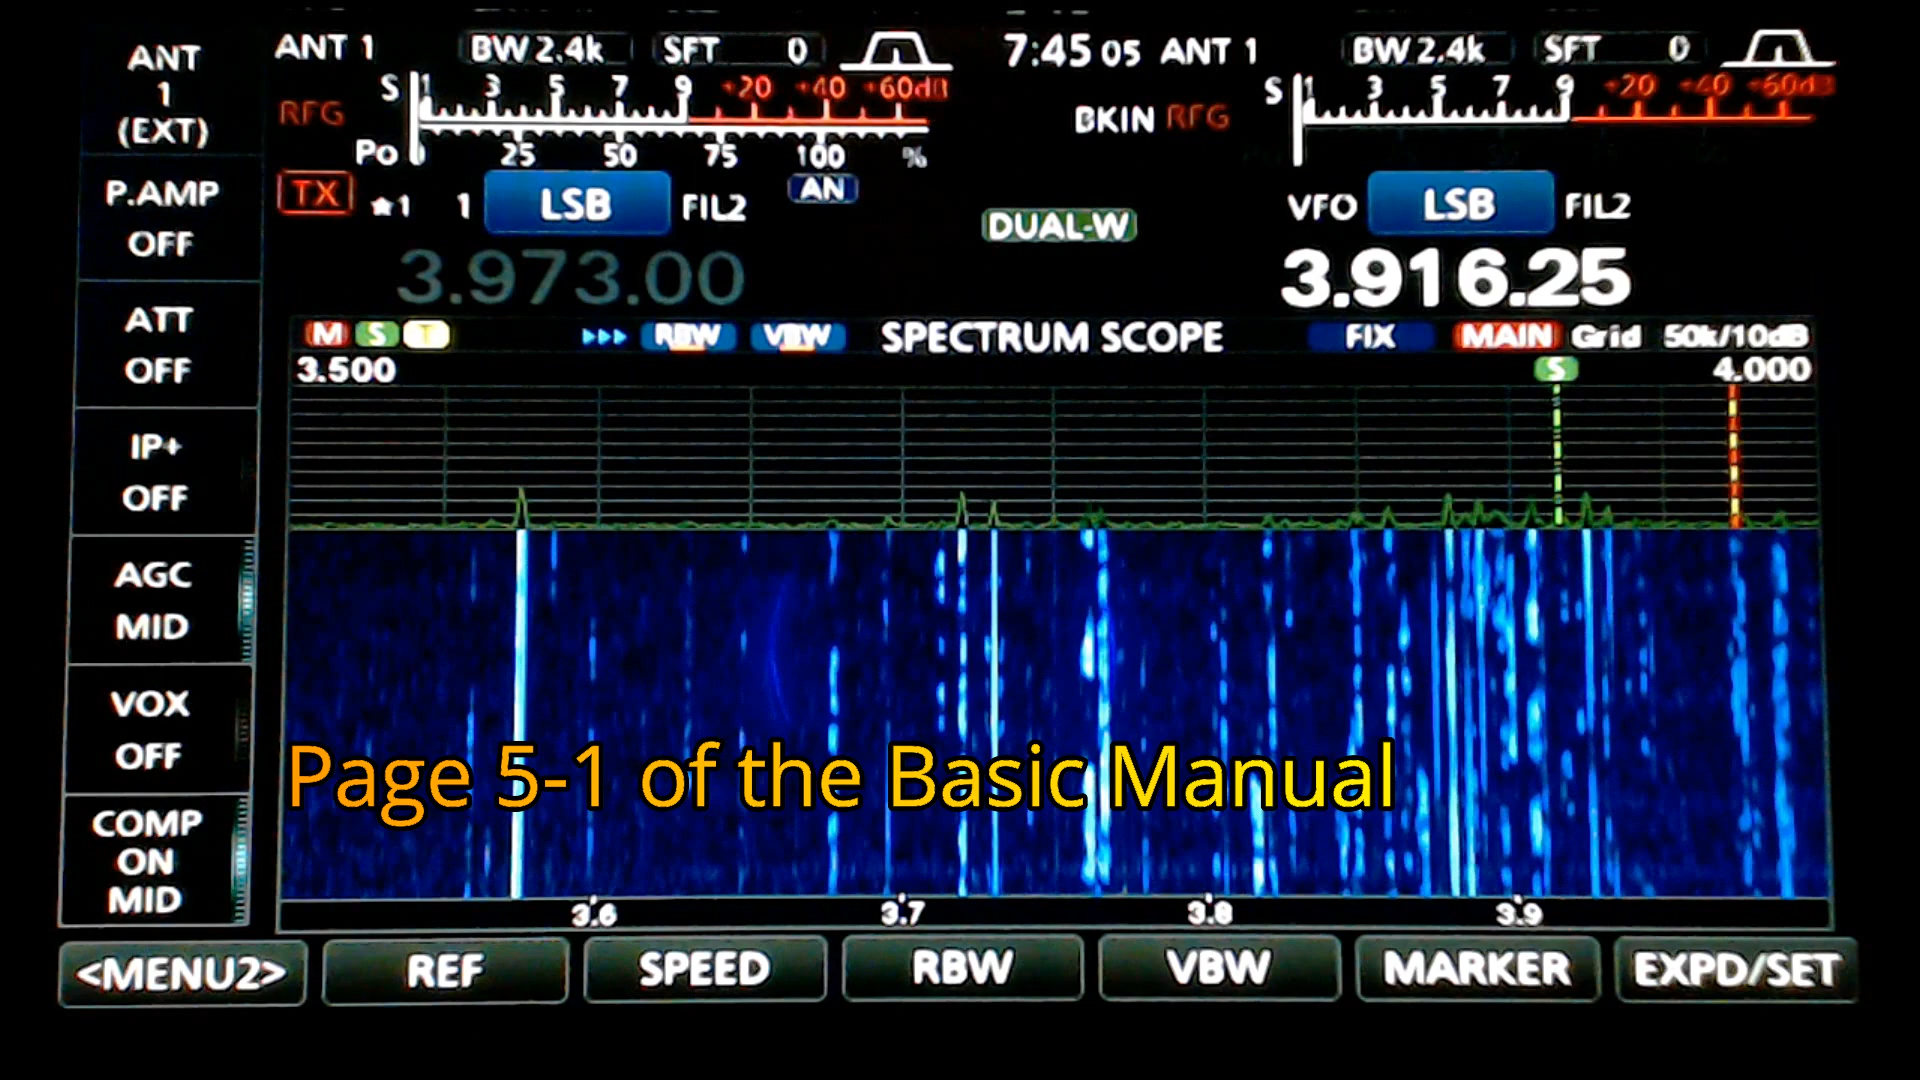 ANT 1 (EXT)
P.AMP OFF
ATT OFF
IP+ OFF
AGC MID
VOX OFF
COMP ON MID
ANT 1 BW 2.4k SFT 0 7:45 05 ANT 1 BW 2.4k SFT 0
S 1 3 5 7 9 +20 +40 +60dB S 1 3 5 7 9 +20 +40 +60dB
RFG BKIN RFG
Po 0 25 50 75 100 %
TX ★1 1 LSB FIL2 AN VFO LSB FIL2
DUAL-W
3.973.00 3.916.25
M S T ▸▸▸ RBW VBW SPECTRUM SCOPE FIX MAIN Grid 50k/10dB
3.500 S 4.000
Page 5-1 of the Basic Manual
3.6 3.7 3.8 3.9
<MENU2> REF SPEED RBW VBW MARKER EXPD/SET